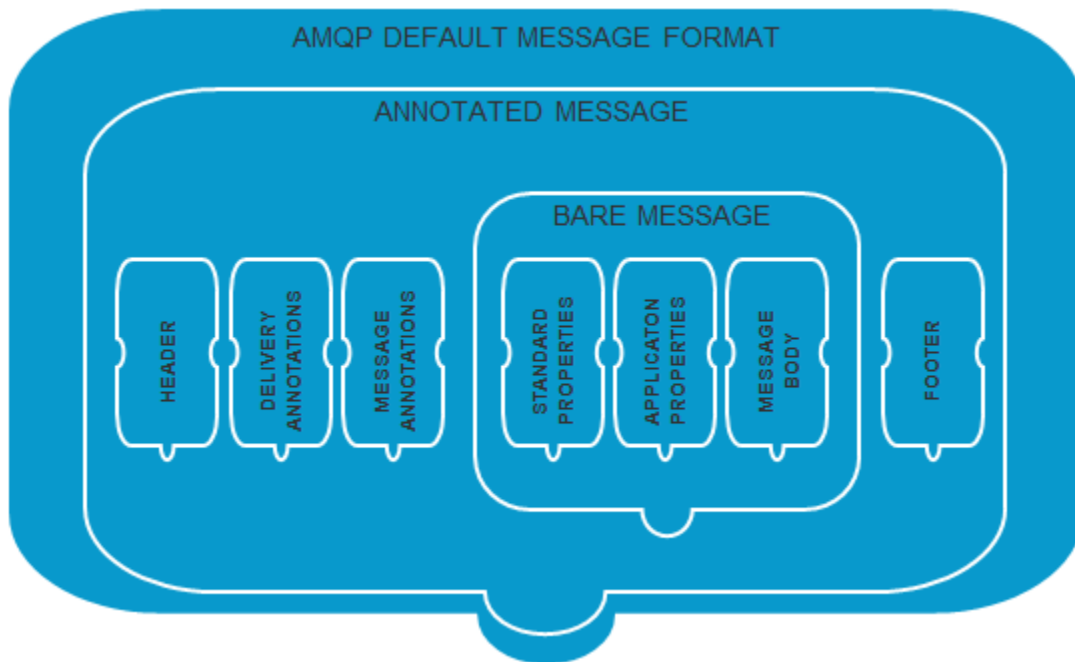 AMQP DEFAULT MESSAGE FORMAT
ANNOTATED MESSAGE
BARE MESSAGE
HEADER
DELIVERY
ANNOTATIONS
MESSAGE
ANNOTATIONS
STANDARD
PROPERTIES
APPLICATON
PROPERTIES
MESSAGE
BODY
FOOTER